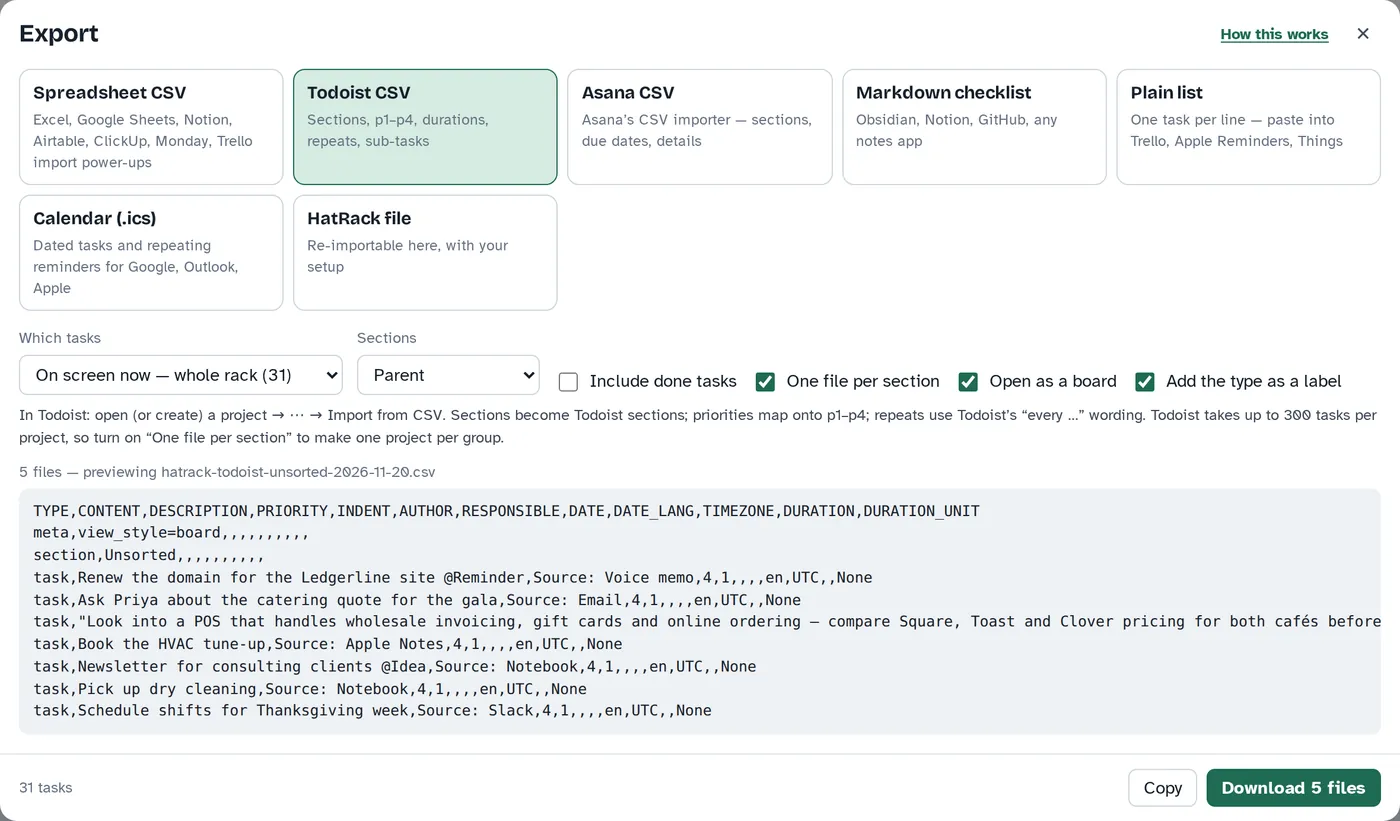 Export
How this works
Spreadsheet CSV
Excel, Google Sheets, Notion,
Airtable, ClickUp, Monday, Trello
import power-ups
Todoist CSV
Sections, p1–p4, durations,
repeats, sub-tasks
Asana CSV
Asana's CSV importer — sections,
due dates, details
Markdown checklist
Obsidian, Notion, GitHub, any
notes app
Plain list
One task per line — paste into
Trello, Apple Reminders, Things
Calendar (.ics)
Dated tasks and repeating
reminders for Google, Outlook,
Apple
HatRack file
Re-importable here, with your
setup
Which tasks
On screen now — whole rack (31)
Sections
Parent
Include done tasks
One file per section
Open as a board
Add the type as a label
In Todoist: open (or create) a project → ··· → Import from CSV. Sections become Todoist sections; priorities map onto p1–p4; repeats use Todoist's “every …” wording. Todoist takes up to 300 tasks per
project, so turn on “One file per section” to make one project per group.
5 files — previewing hatrack-todoist-unsorted-2026-11-20.csv
TYPE,CONTENT,DESCRIPTION,PRIORITY,INDENT,AUTHOR,RESPONSIBLE,DATE,DATE_LANG,TIMEZONE,DURATION,DURATION_UNIT
meta,view_style=board,,,,,,,,,,
section,Unsorted,,,,,,,,,,
task,Renew the domain for the Ledgerline site @Reminder,Source: Voice memo,4,1,,,,en,UTC,,None
task,Ask Priya about the catering quote for the gala,Source: Email,4,1,,,,en,UTC,,None
task,"Look into a POS that handles wholesale invoicing, gift cards and online ordering — compare Square, Toast and Clover pricing for both cafés before
task,Book the HVAC tune-up,Source: Apple Notes,4,1,,,,en,UTC,,None
task,Newsletter for consulting clients @Idea,Source: Notebook,4,1,,,,en,UTC,,None
task,Pick up dry cleaning,Source: Notebook,4,1,,,,en,UTC,,None
task,Schedule shifts for Thanksgiving week,Source: Slack,4,1,,,,en,UTC,,None
31 tasks
Copy
Download 5 files